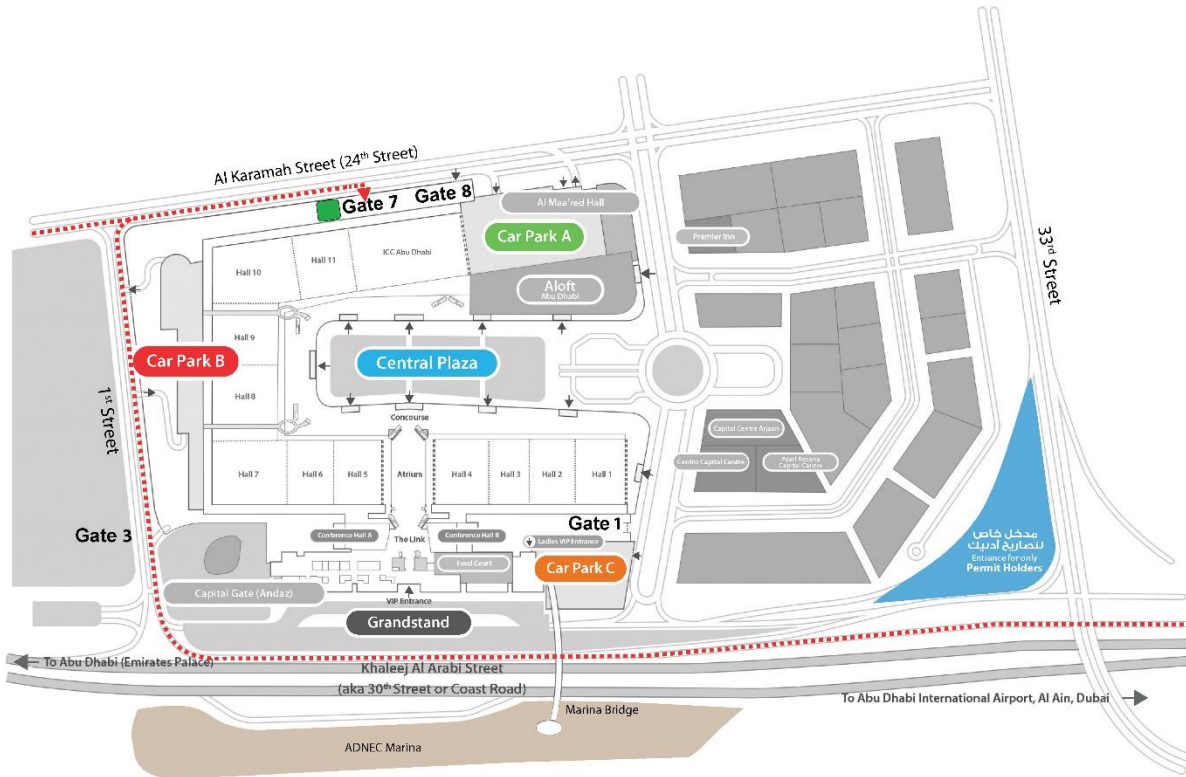 Al Karamah Street (24th Street)
Gate 7
Gate 8
Al Maa'red Hall
Car Park A
Premier Inn
33rd Street
Hall 10
Hall 11
ICC Abu Dhabi
Aloft
Abu Dhabi
Hall 9
Car Park B
Central Plaza
Hall 8
1st Street
Concourse
Capital Centre Arjaan
Centro Capital Centre
Pearl Rotana
Capital Centre
Hall 7
Hall 6
Hall 5
Atrium
Hall 4
Hall 3
Hall 2
Hall 1
Gate 3
Gate 1
Conference Hall A
The Link
Conference Hall B
Ladies VIP Entrance
مدخل خاص
لتصاريح أدنيك
Entrance for only
Permit Holders
Food Court
Car Park C
Capital Gate (Andaz)
VIP Entrance
Grandstand
To Abu Dhabi (Emirates Palace)
Khaleej Al Arabi Street
(aka 30th Street or Coast Road)
To Abu Dhabi International Airport, Al Ain, Dubai
Marina Bridge
ADNEC Marina